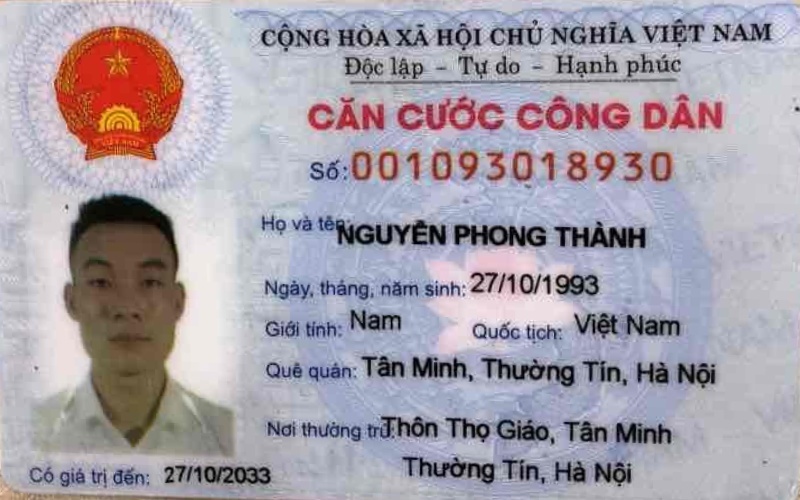 CỘNG HÒA XÃ HỘI CHỦ NGHĨA VIỆT NAM
Độc lập - Tự do - Hạnh phúc
CĂN CƯỚC CÔNG DÂN
Số: 001093018930
Họ và tên: NGUYỄN PHONG THÀNH
Ngày, tháng, năm sinh: 27/10/1993
Giới tính: Nam Quốc tịch: Việt Nam
Quê quán: Tân Minh, Thường Tín, Hà Nội
Nơi thường trú: Thôn Thọ Giáo, Tân Minh
Thường Tín, Hà Nội
Có giá trị đến: 27/10/2033